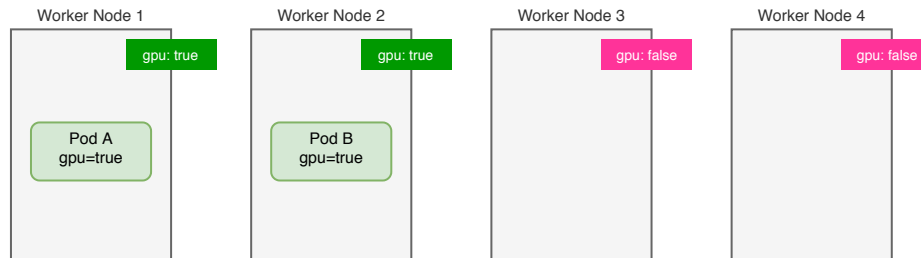 Worker Node 1
gpu: true
Pod A
gpu=true
Worker Node 2
gpu: true
Pod B
gpu=true
Worker Node 3
gpu: false
Worker Node 4
gpu: false